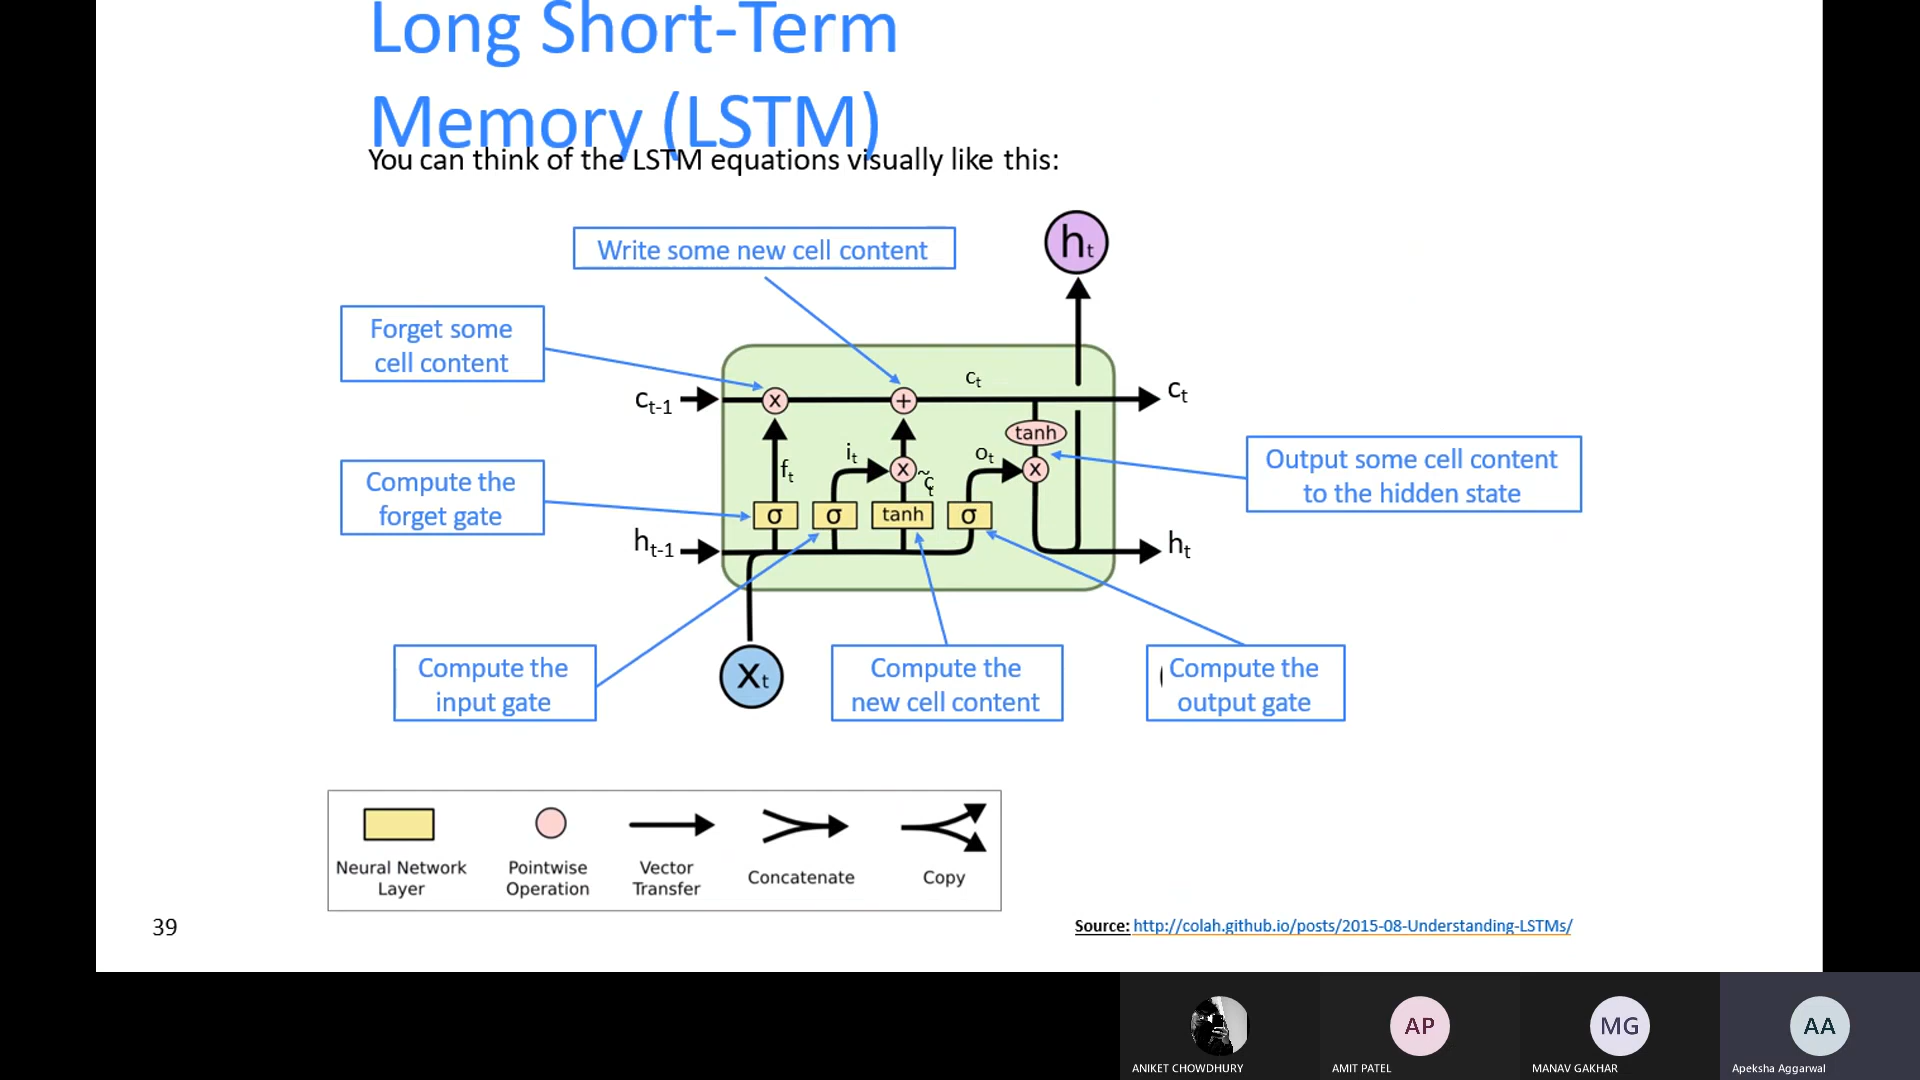 Long Short-Term
Memory (LSTM)
You can think of the LSTM equations visually like this:
Write some new cell content
hₜ
Forget some
cell content
cₜ
cₜ₋₁
x
+
cₜ
tanh
iₜ
oₜ
Output some cell content
to the hidden state
fₜ
x
c̃ₜ
x
Compute the
forget gate
σ
σ
tanh
σ
hₜ₋₁
hₜ
Compute the
input gate
xₜ
Compute the
new cell content
Compute the
output gate
Neural Network
Layer
Pointwise
Operation
Vector
Transfer
Concatenate
Copy
39
Source: http://colah.github.io/posts/2015-08-Understanding-LSTMs/
AP
MG
AA
ANIKET CHOWDHURY
AMIT PATEL
MANAV GAKHAR
Apeksha Aggarwal